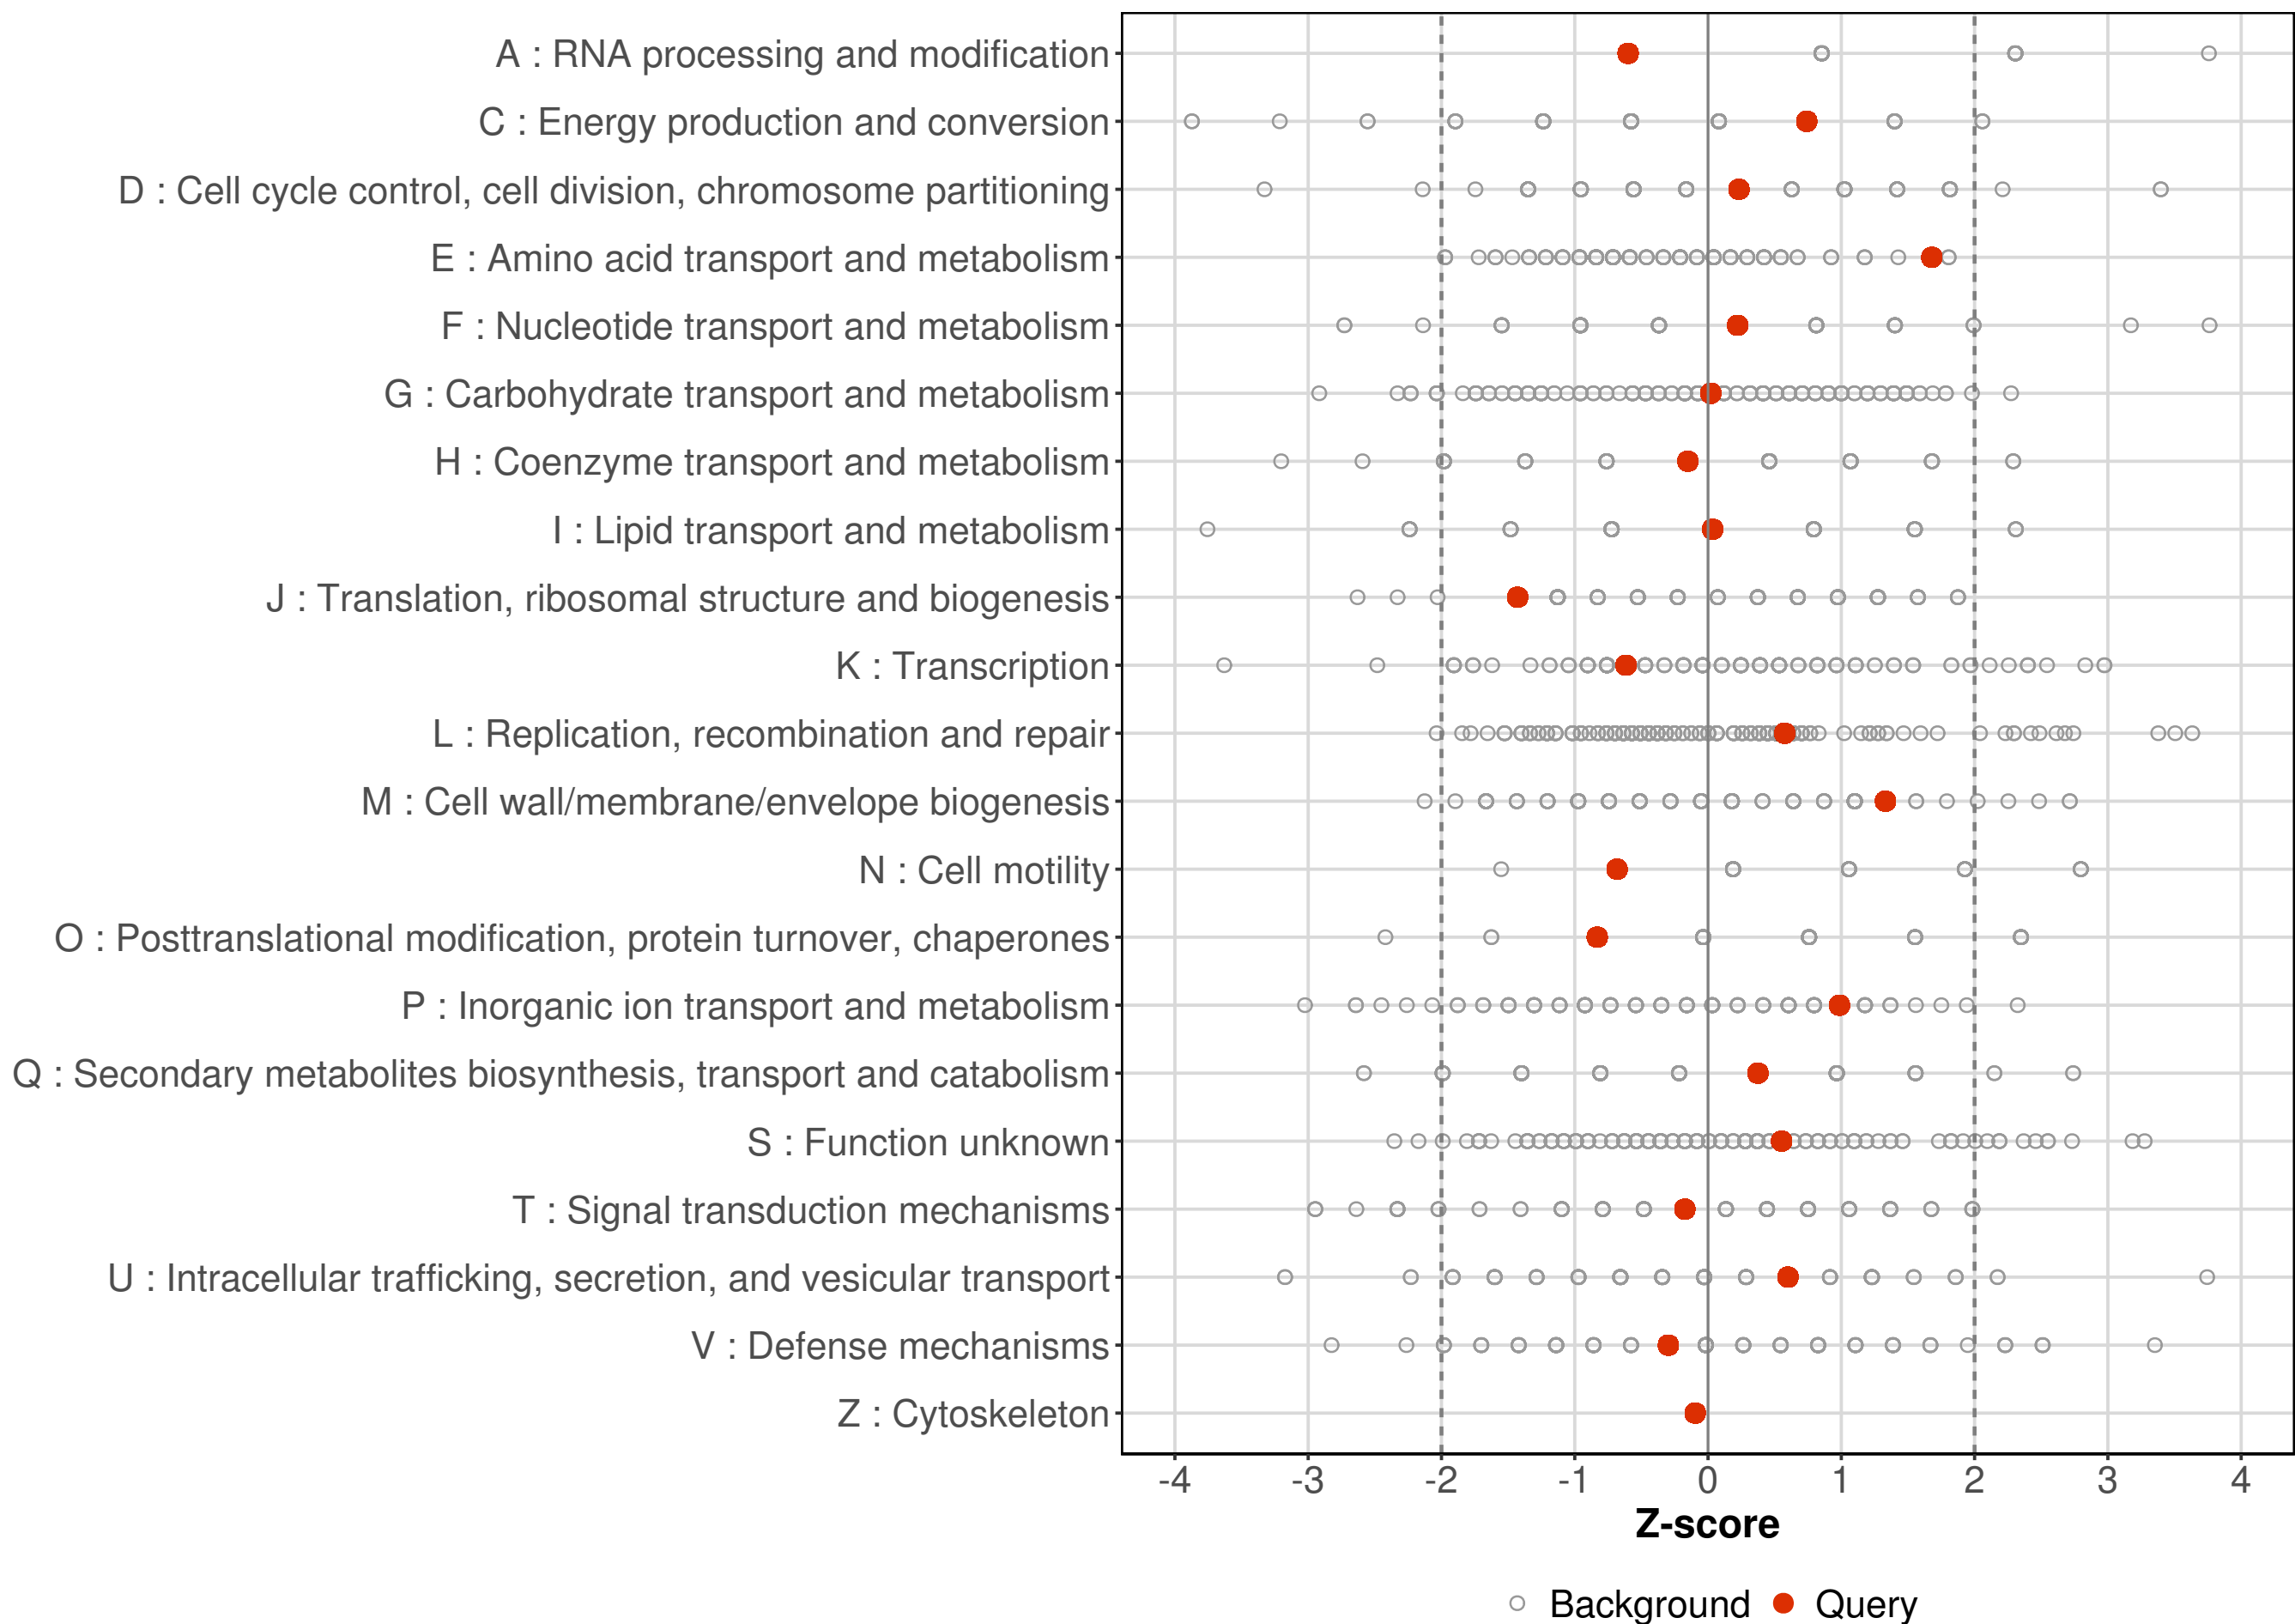 A : RNA processing and modification
C : Energy production and conversion
D : Cell cycle control, cell division, chromosome partitioning
E : Amino acid transport and metabolism
F : Nucleotide transport and metabolism
G : Carbohydrate transport and metabolism
H : Coenzyme transport and metabolism
I : Lipid transport and metabolism
J : Translation, ribosomal structure and biogenesis
K : Transcription
L : Replication, recombination and repair
M : Cell wall/membrane/envelope biogenesis
N : Cell motility
O : Posttranslational modification, protein turnover, chaperones
P : Inorganic ion transport and metabolism
Q : Secondary metabolites biosynthesis, transport and catabolism
S : Function unknown
T : Signal transduction mechanisms
U : Intracellular trafficking, secretion, and vesicular transport
V : Defense mechanisms
Z : Cytoskeleton
-4 -3 -2 -1 0 1 2 3 4
Z-score
Background Query